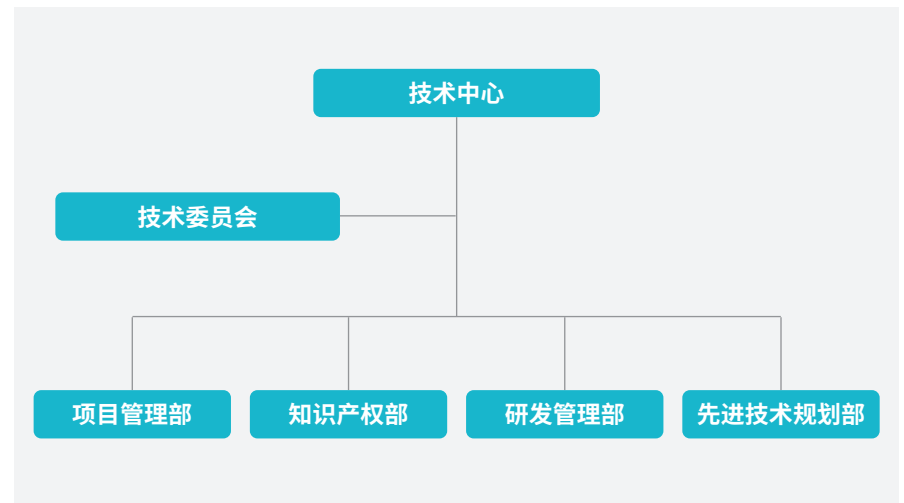 技术中心
技术委员会
项目管理部
知识产权部
研发管理部
先进技术规划部